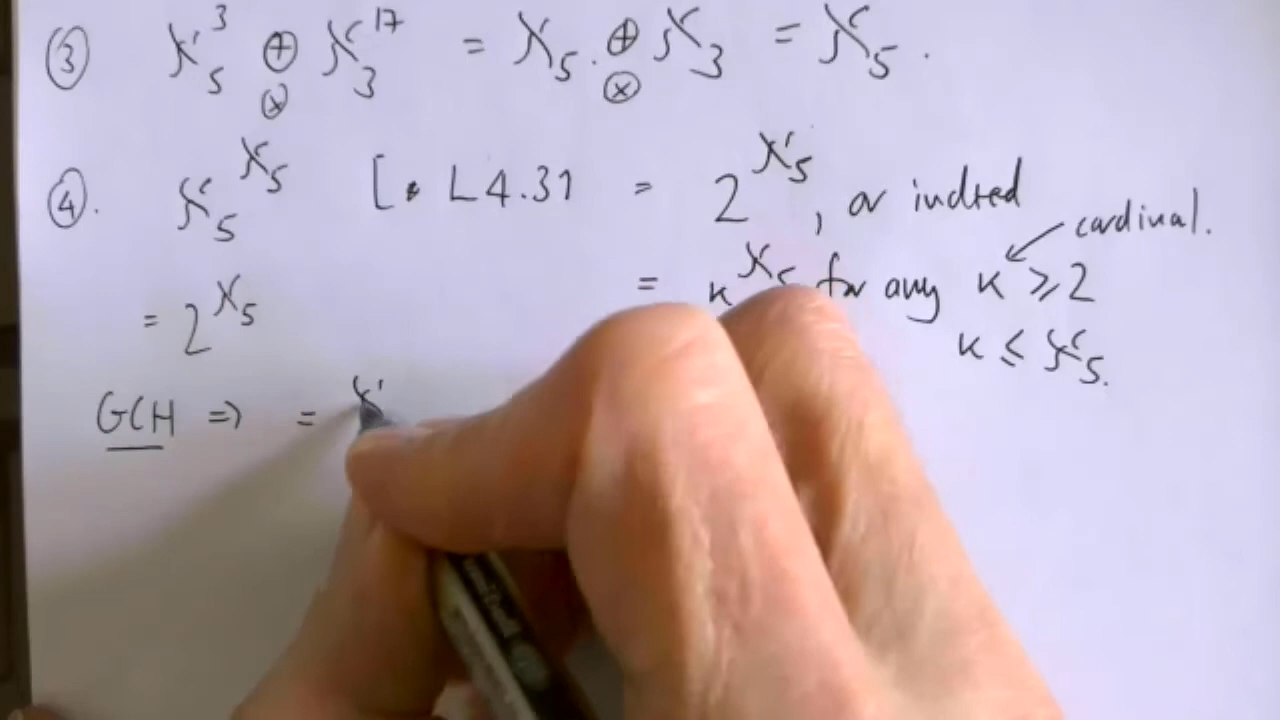 ③ ℵ₅³ ⊕ ⊗ ℵ₃¹⁷ = ℵ₅ . ⊕ ⊗ ℵ₃ = ℵ₅ .
④. ℵ₅^ℵ₅ [• L4.31 = 2^ℵ₅, or indeed
cardinal.
= 2^ℵ₅ = κ^ℵ₅ for any κ ≥ 2
κ ≤ ℵ₅.
GCH ⇒ = ℵ